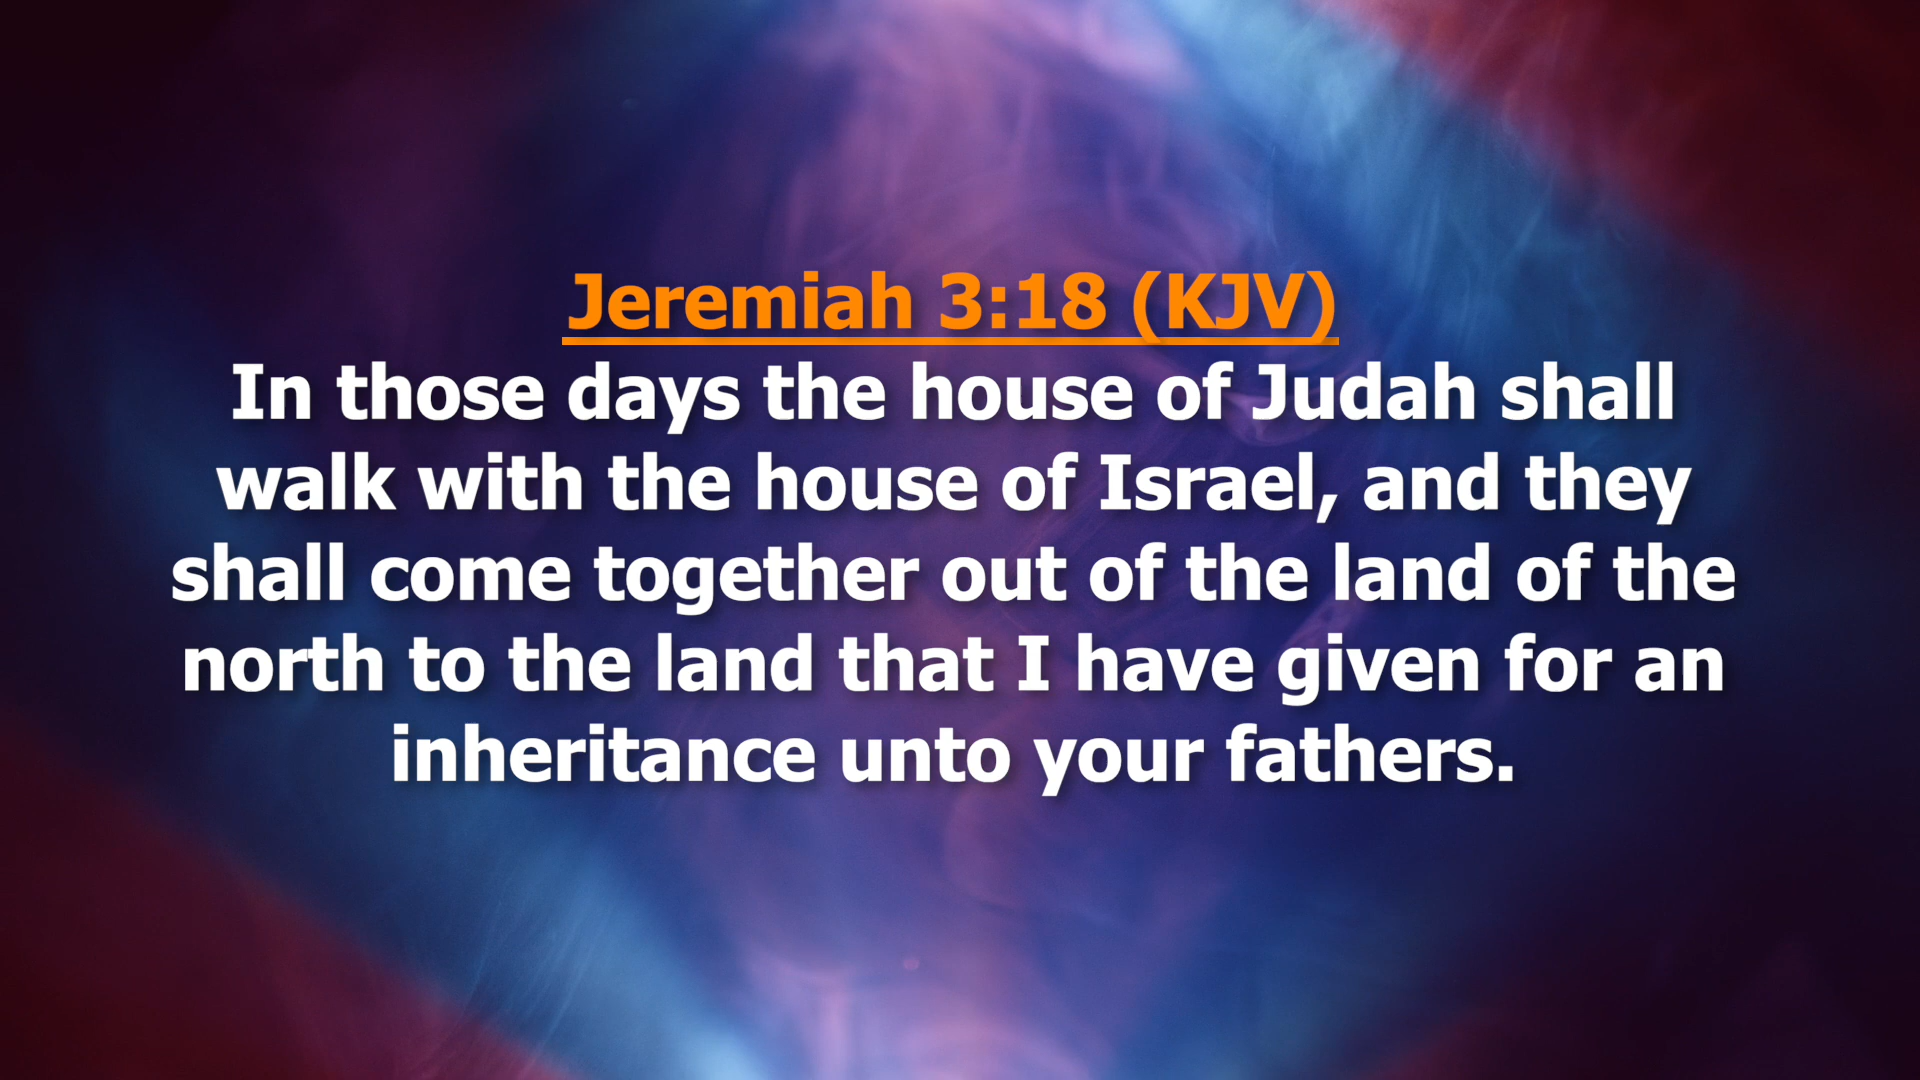 Jeremiah 3:18 (KJV)
In those days the house of Judah shall
walk with the house of Israel, and they
shall come together out of the land of the
north to the land that I have given for an
inheritance unto your fathers.